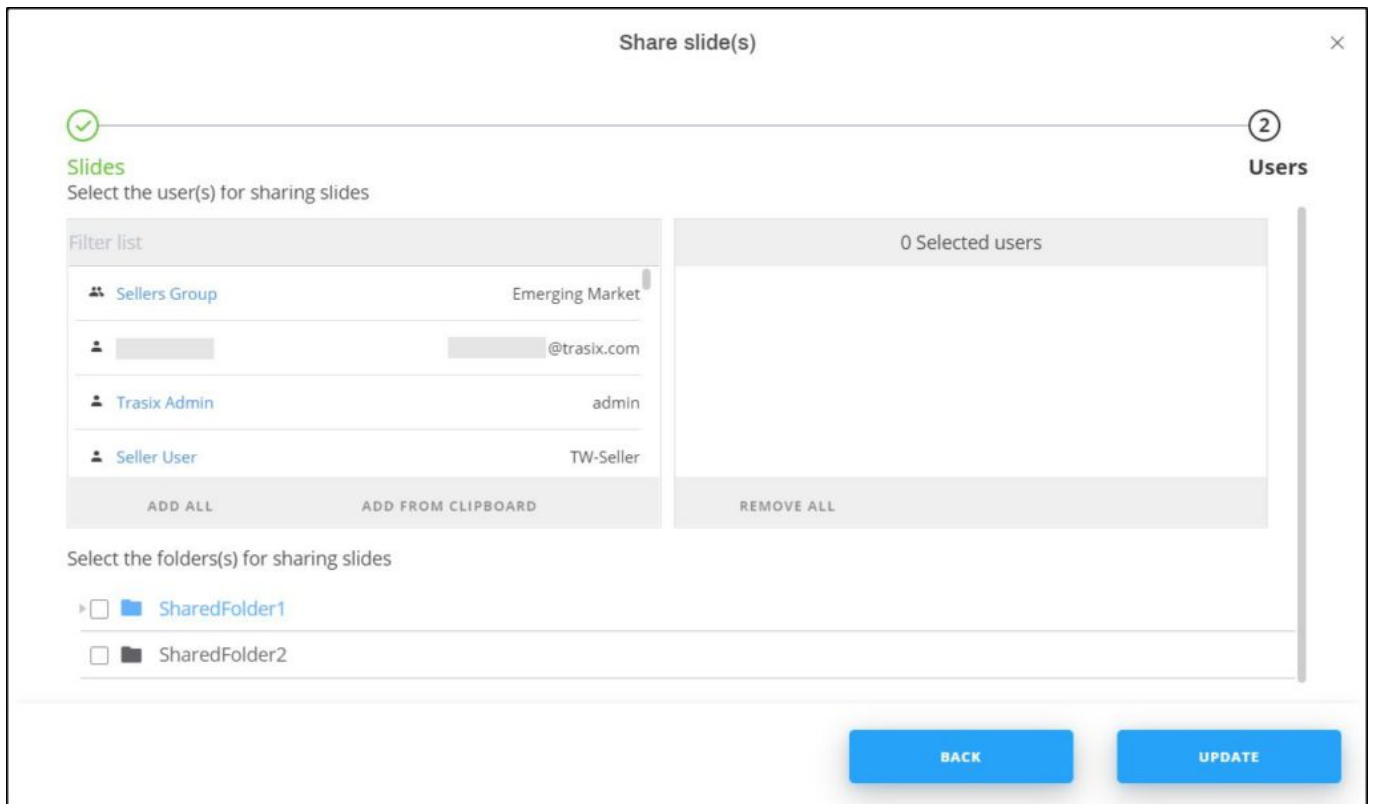 Share slide(s)
2
Slides
Users
Select the user(s) for sharing slides
Filter list
0 Selected users
Sellers Group Emerging Market
@trasix.com
Trasix Admin admin
Seller User TW-Seller
ADD ALL ADD FROM CLIPBOARD REMOVE ALL
Select the folders(s) for sharing slides
SharedFolder1
SharedFolder2
BACK UPDATE